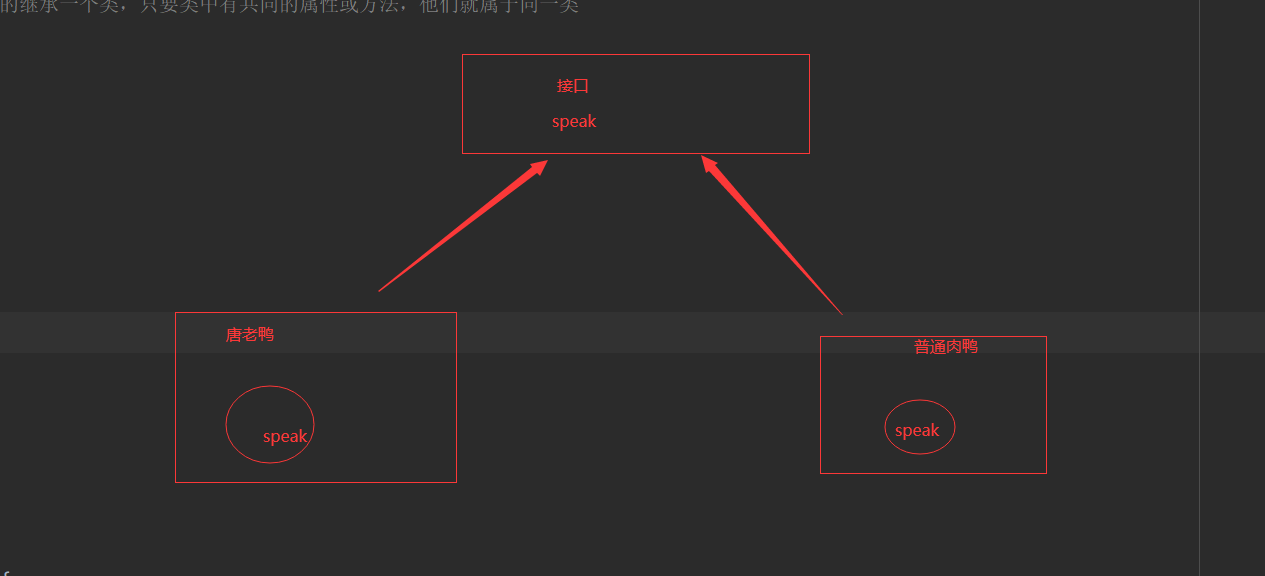 的继承一个类，只要类中有共同的属性或方法，他们就属于同一类
接口
speak
唐老鸭
普通肉鸭
speak
speak